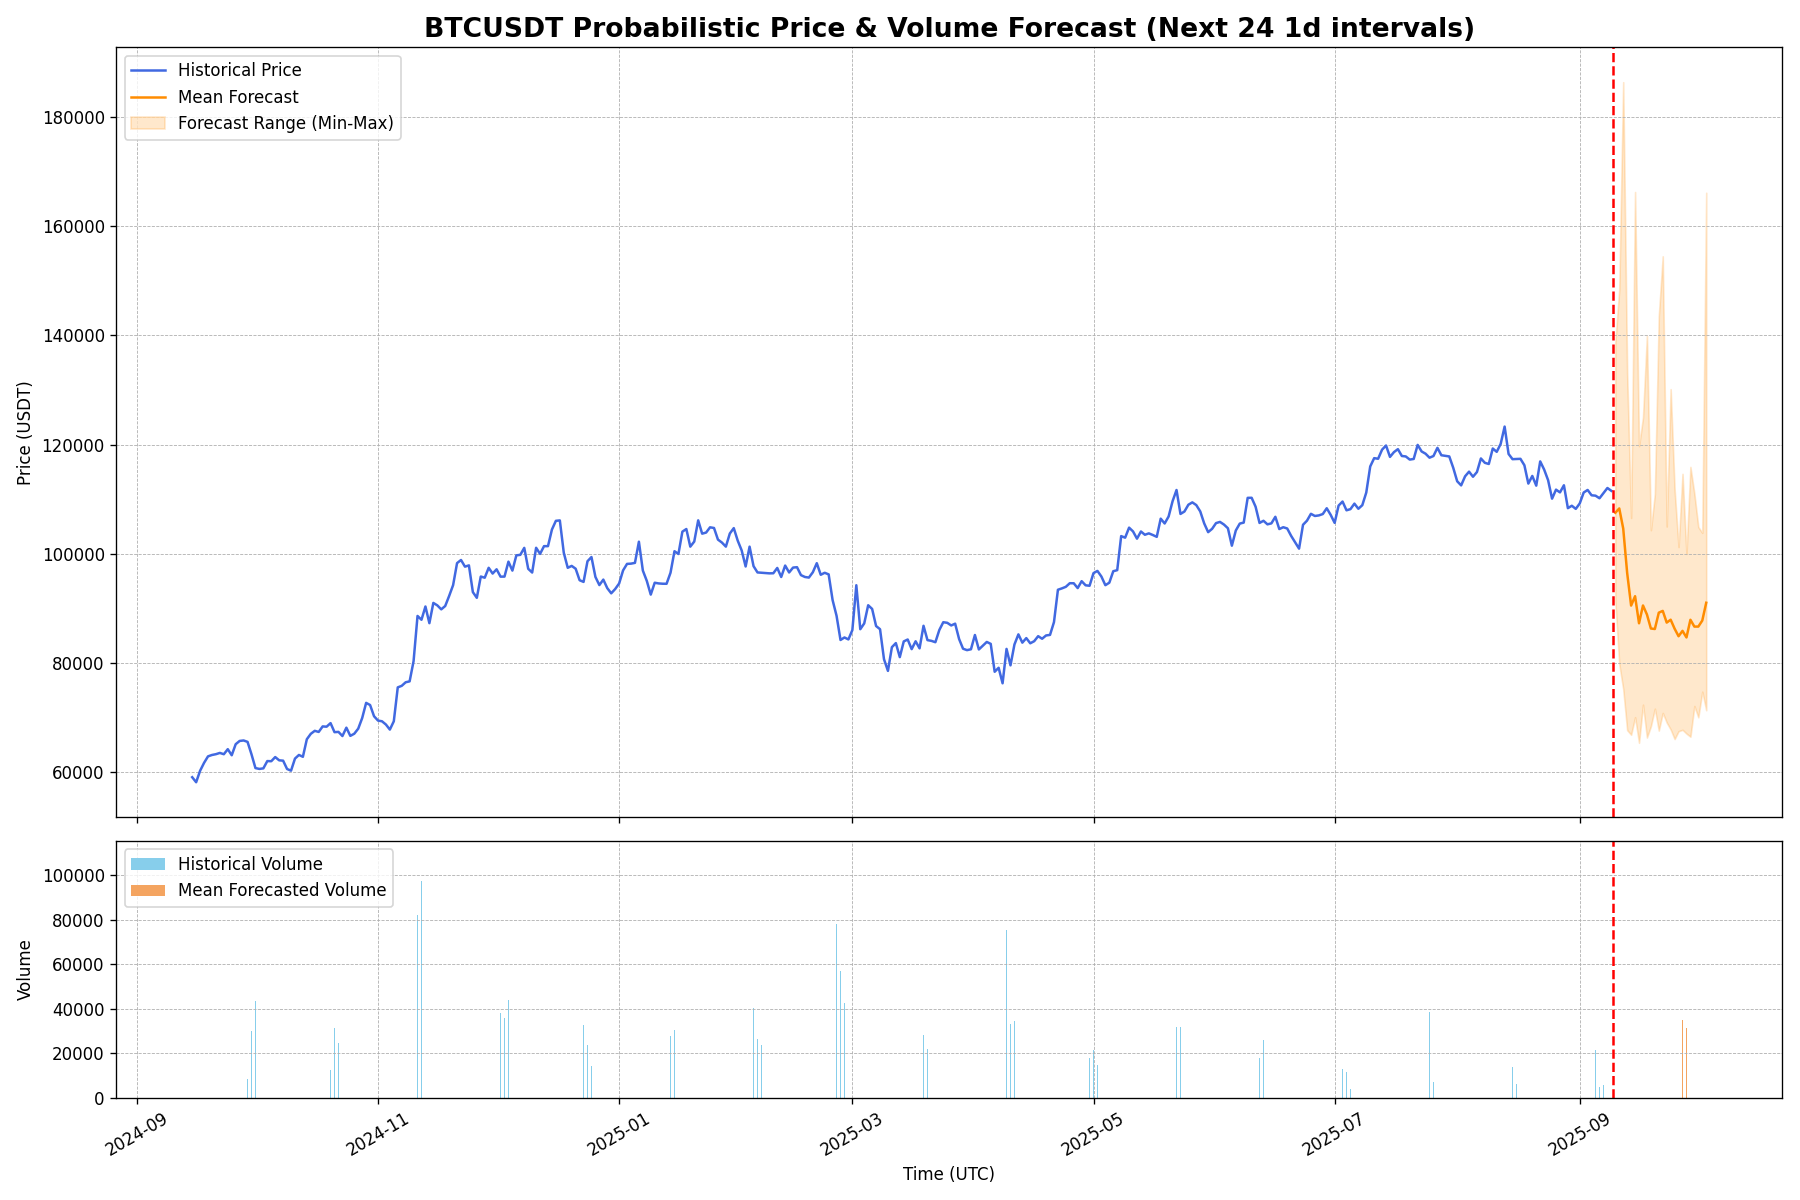 BTCUSDT Probabilistic Price & Volume Forecast (Next 24 1d intervals)
Historical Price
Mean Forecast
Forecast Range (Min-Max)
180000
160000
140000
120000
100000
80000
60000
Price (USDT)
Historical Volume
Mean Forecasted Volume
100000
80000
60000
40000
20000
0
Volume
2024-09
2024-11
2025-01
2025-03
2025-05
2025-07
2025-09
Time (UTC)